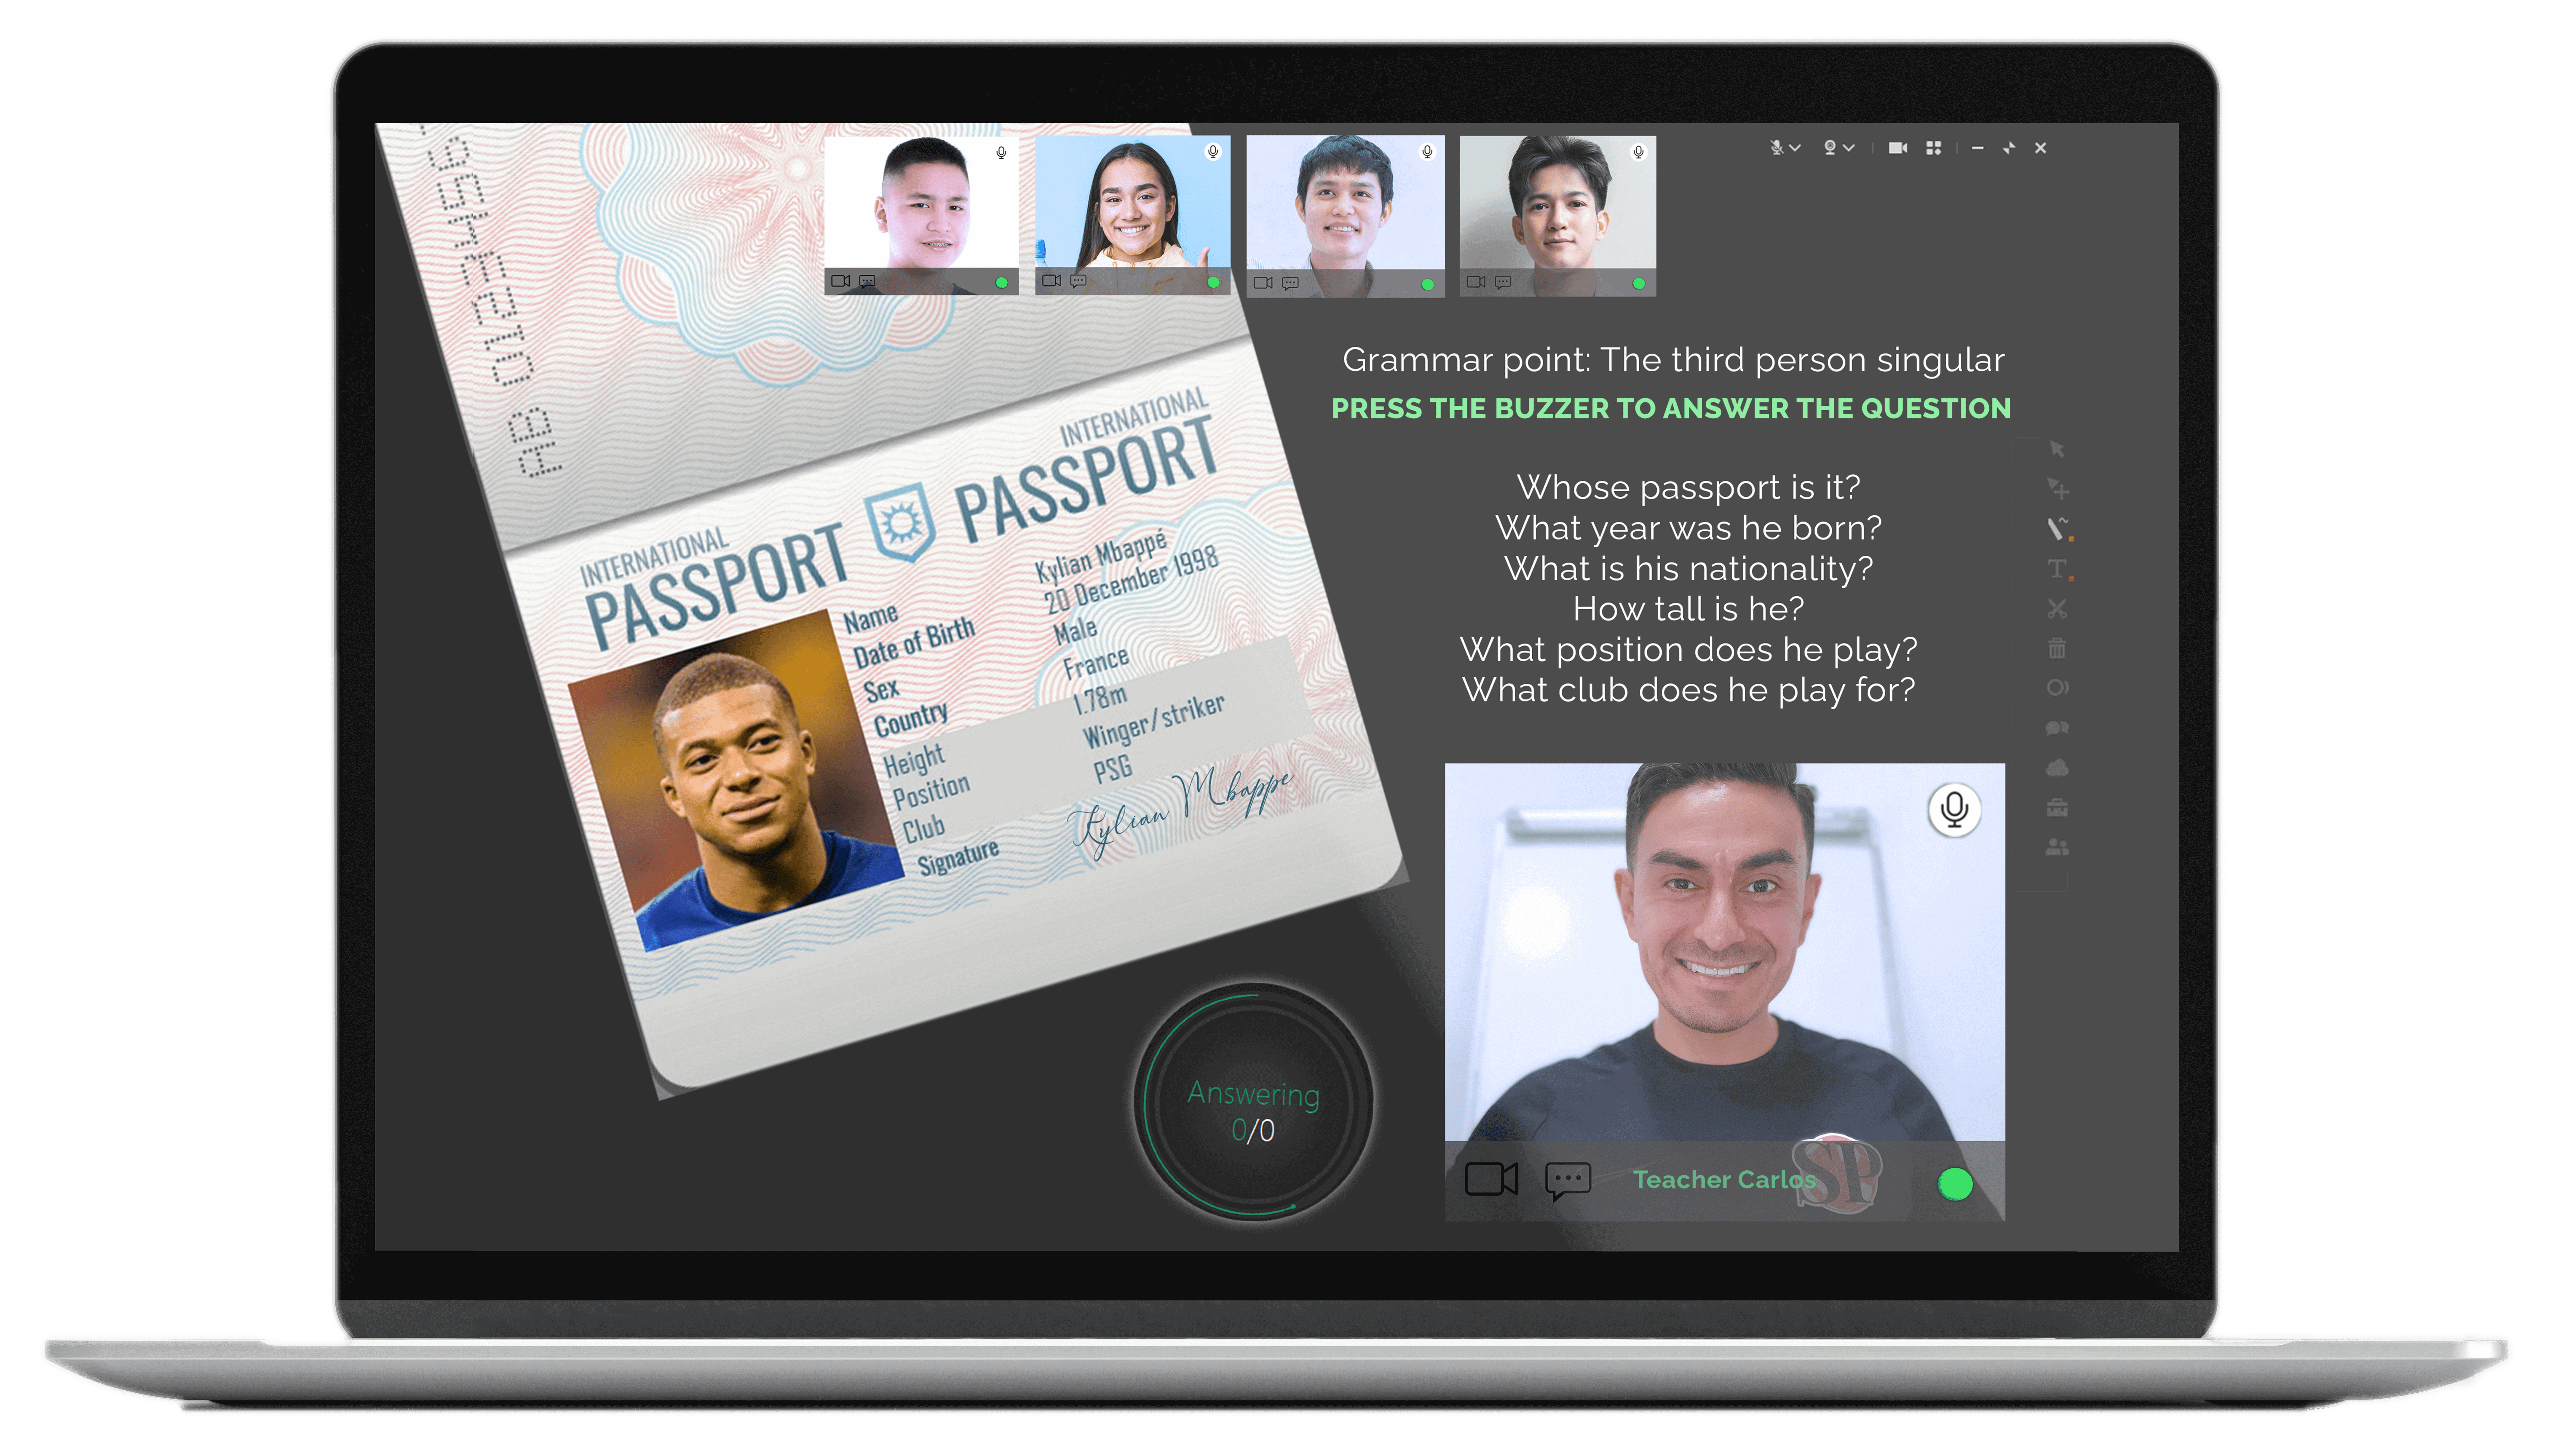 Grammar point: The third person singular
PRESS THE BUZZER TO ANSWER THE QUESTION
Whose passport is it?
What year was he born?
What is his nationality?
How tall is he?
What position does he play?
What club does he play for?
INTERNATIONAL
PASSPORT
INTERNATIONAL
PASSPORT
Name Kylian Mbappé
Date of Birth 20 December 1998
Sex Male
Country France
Height 1.78m
Position Winger/striker
Club PSG
Signature Kylian Mbappe
Answering
0/0
Teacher Carlos
SP